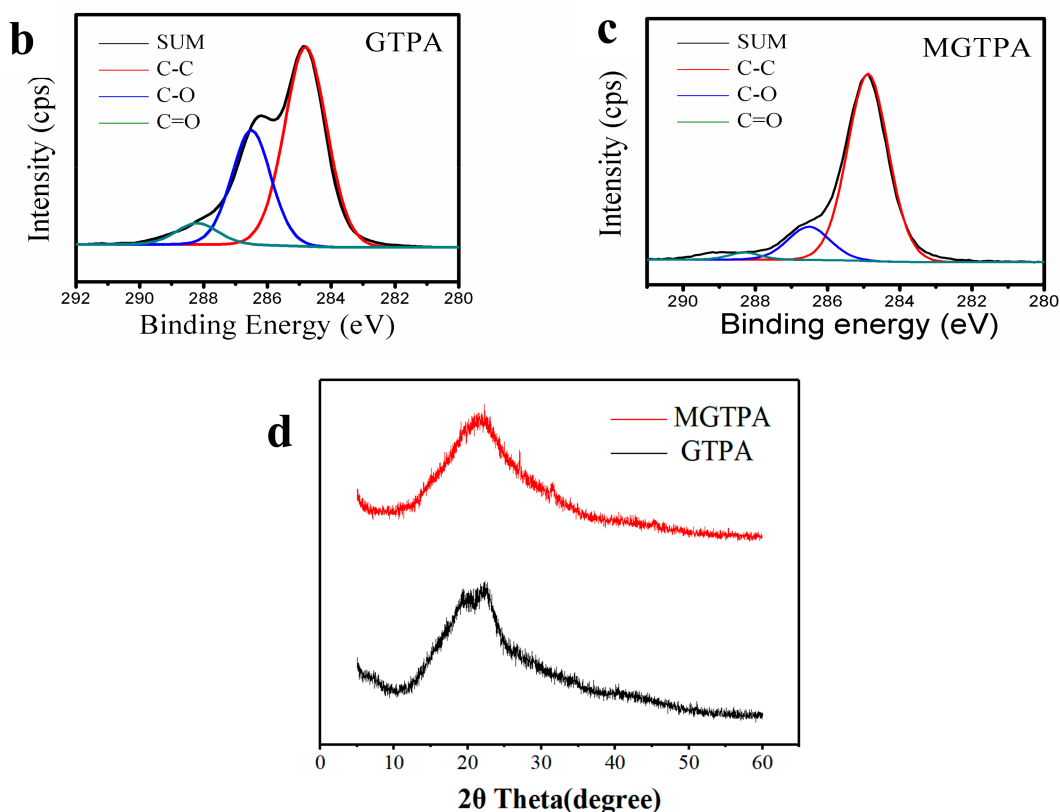 b
GTPA
SUM
C-C
C-O
C=O
Intensity (cps)
292 290 288 286 284 282 280
Binding Energy (eV)
c
MGTPA
SUM
C-C
C-O
C=O
Intensity (cps)
290 288 286 284 282 280
Binding energy (eV)
d
MGTPA
GTPA
0 10 20 30 40 50 60
2θ Theta(degree)